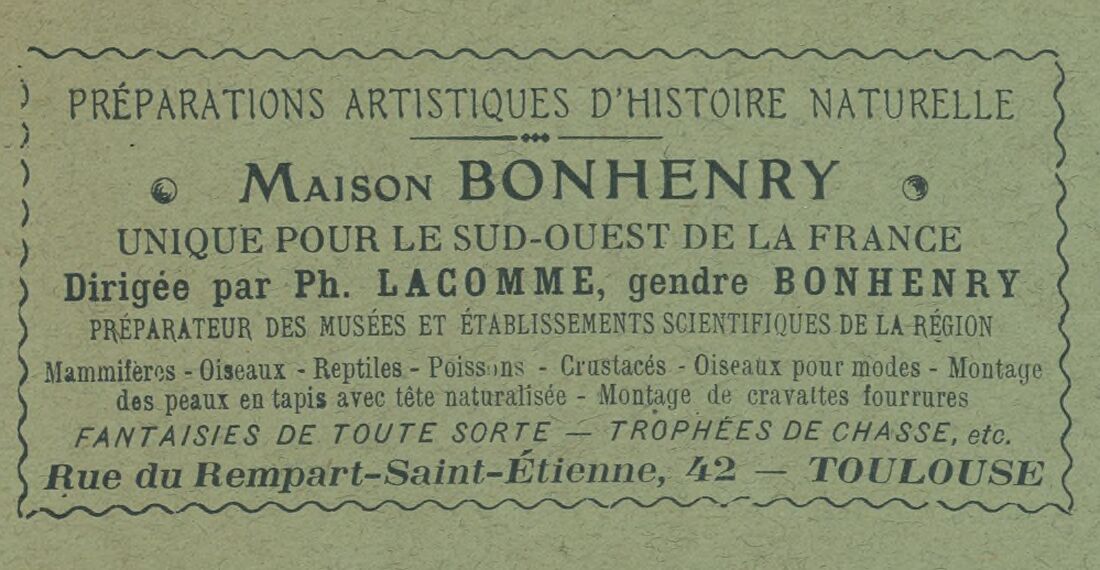 PRÉPARATIONS ARTISTIQUES D'HISTOIRE NATURELLE
MAISON BONHENRY
UNIQUE POUR LE SUD-OUEST DE LA FRANCE
Dirigée par Ph. LACOMME, gendre BONHENRY
PRÉPARATEUR DES MUSÉES ET ÉTABLISSEMENTS SCIENTIFIQUES DE LA RÉGION
Mammifères - Oiseaux - Reptiles - Poissons - Crustacés - Oiseaux pour modes - Montage
des peaux en tapis avec tête naturalisée - Montage de cravattes fourrures
FANTAISIES DE TOUTE SORTE — TROPHÉES DE CHASSE, etc.
Rue du Rempart-Saint-Étienne, 42 — TOULOUSE